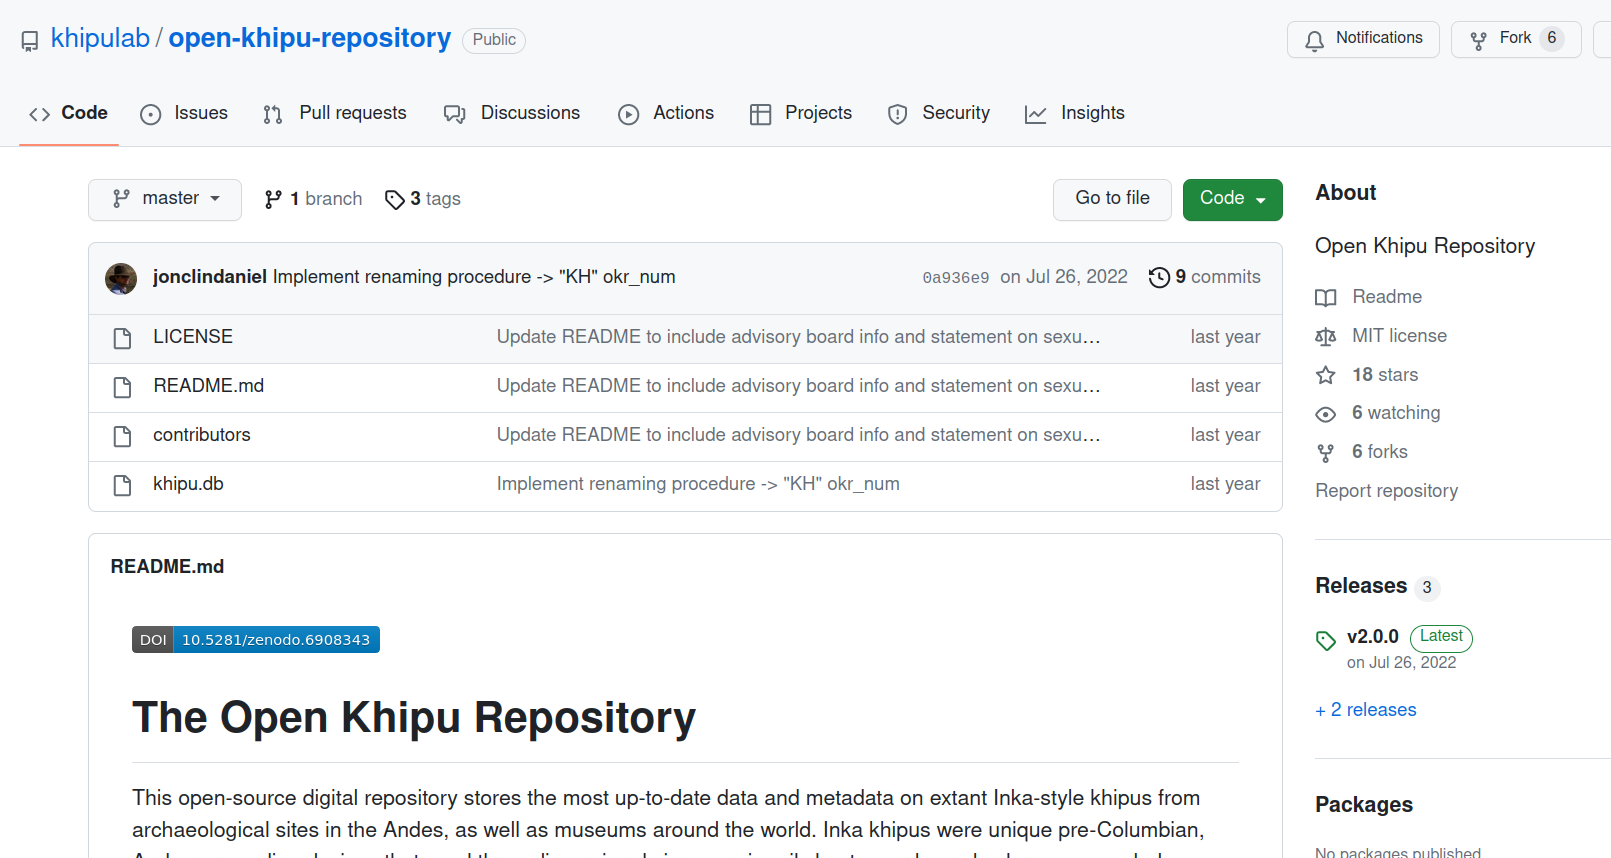 khipulab / open-khipu-repository Public
Notifications
Fork 6
Code
Issues
Pull requests
Discussions
Actions
Projects
Security
Insights
master
1 branch
3 tags
Go to file
Code
jonclindaniel Implement renaming procedure -> "KH" okr_num
0a936e9 on Jul 26, 2022
9 commits
LICENSE Update README to include advisory board info and statement on sexu… last year
README.md Update README to include advisory board info and statement on sexu… last year
contributors Update README to include advisory board info and statement on sexu… last year
khipu.db Implement renaming procedure -> "KH" okr_num last year
README.md
DOI 10.5281/zenodo.6908343
The Open Khipu Repository
This open-source digital repository stores the most up-to-date data and metadata on extant Inka-style khipus from
archaeological sites in the Andes, as well as museums around the world. Inka khipus were unique pre-Columbian,
About
Open Khipu Repository
Readme
MIT license
18 stars
6 watching
6 forks
Report repository
Releases 3
v2.0.0 Latest
on Jul 26, 2022
+ 2 releases
Packages
No packages published